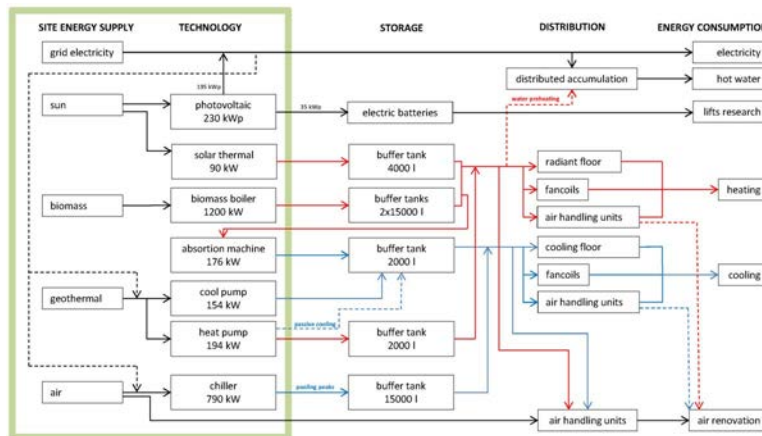 SITE ENERGY SUPPLY TECHNOLOGY STORAGE DISTRIBUTION ENERGY CONSUMPTION
grid electricity
electricity
195 kWp
distributed accumulation
hot water
sun
photovoltaic
230 kWp
35 kWp
electric batteries
water preheating
lifts research
solar thermal
90 kW
buffer tank
4000 l
radiant floor
biomass
biomass boiler
1200 kW
buffer tanks
2x15000 l
fancoils
heating
air handling units
absortion machine
176 kW
buffer tank
2000 l
cooling floor
fancoils
cooling
geothermal
cool pump
154 kW
air handling units
passive cooling
heat pump
194 kW
buffer tank
2000 l
air
chiller
790 kW
pooling peaks
buffer tank
15000 l
air handling units
air renovation